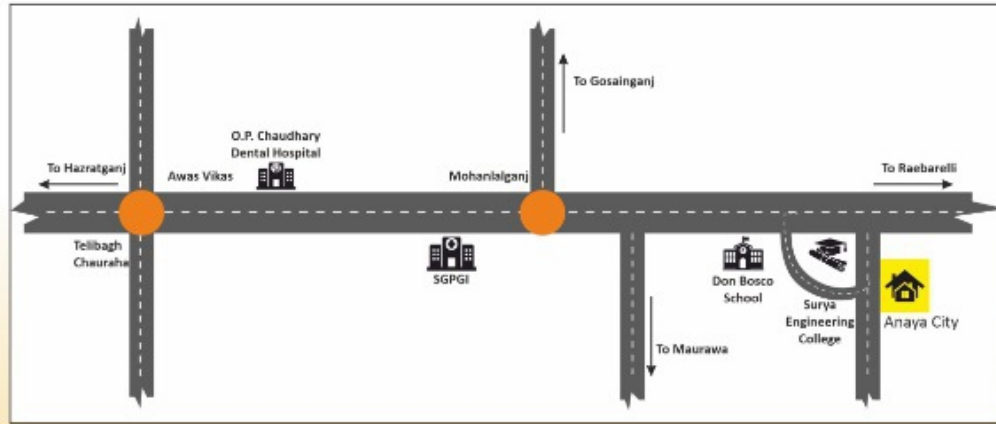 To Gosainganj
O.P. Chaudhary
Dental Hospital
To Hazratganj
Awas Vikas
Mohanlalganj
To Raebarelli
Telibagh
Chauraha
SGPGI
Don Bosco
School
Surya
Engineering
College
Anaya City
To Maurawa